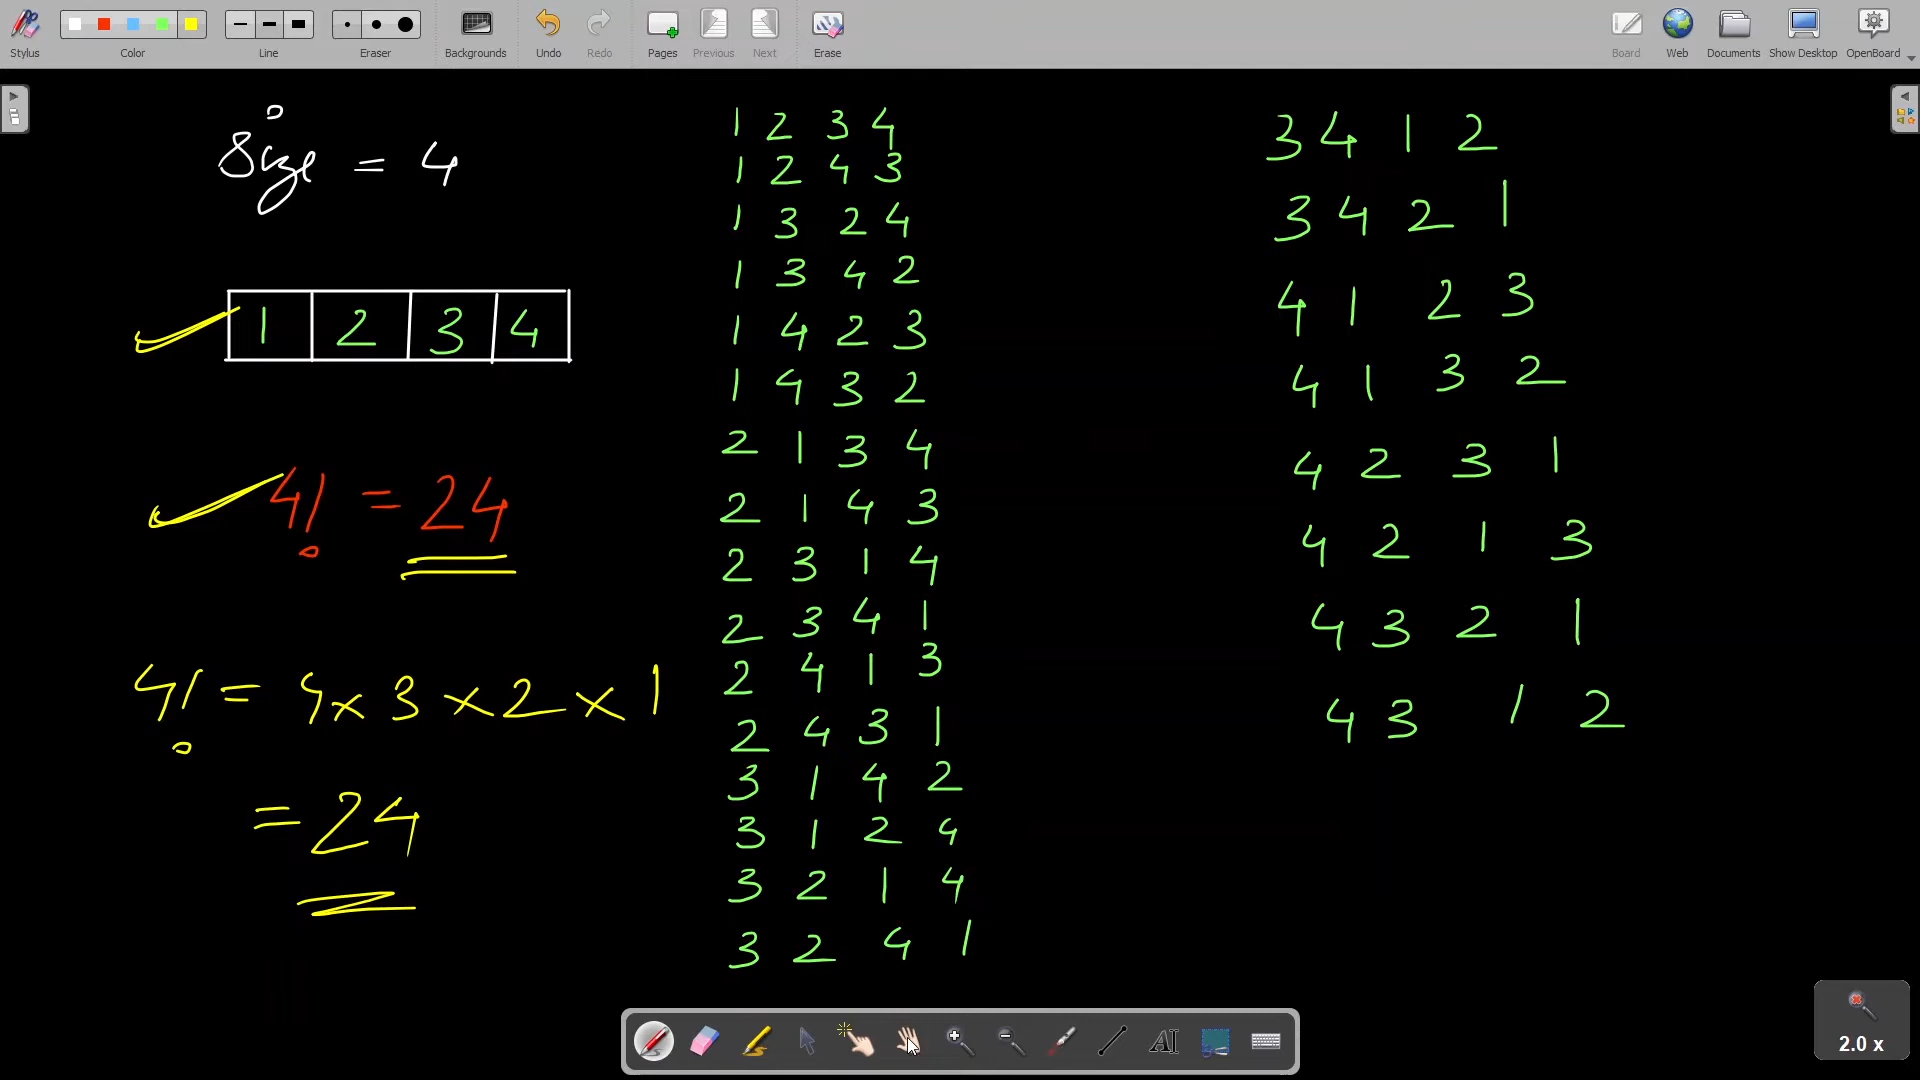 Stylus
Color
Line
Eraser
Backgrounds
Undo
Redo
Pages
Previous
Next
Erase
Board
Web
Documents
Show Desktop
OpenBoard
Size = 4
1 2 3 4
4! = 24
4! = 4 x 3 x 2 x 1
= 24
1 2 3 4
1 2 4 3
1 3 2 4
1 3 4 2
1 4 2 3
1 4 3 2
2 1 3 4
2 1 4 3
2 3 1 4
2 3 4 1
2 4 1 3
2 4 3 1
3 1 4 2
3 1 2 4
3 2 1 4
3 2 4 1
3 4 1 2
3 4 2 1
4 1 2 3
4 1 3 2
4 2 3 1
4 2 1 3
4 3 2 1
4 3 1 2
AI
2.0 x